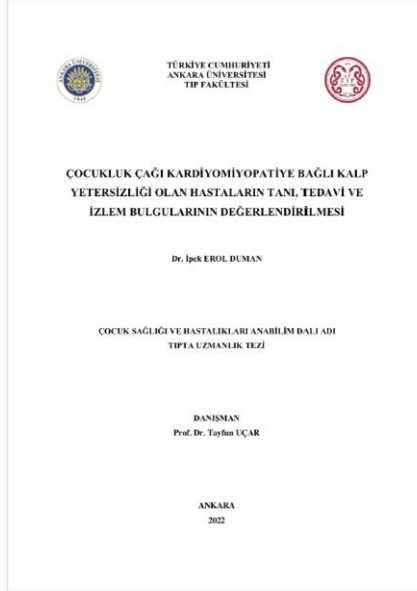 TÜRKİYE CUMHURİYETİ
ANKARA ÜNİVERSİTESİ
TIP FAKÜLTESİ
ÇOCUKLUK ÇAĞI KARDİYOMİYOPATİYE BAĞLI KALP
YETERSİZLİĞİ OLAN HASTALARIN TANI, TEDAVİ VE
İZLEM BULGULARININ DEĞERLENDİRİLMESİ
Dr. İpek EROL DUMAN
ÇOCUK SAĞLIĞI VE HASTALIKLARI ANABİLİM DALI ADI
TIPTA UZMANLIK TEZİ
DANIŞMAN
Prof. Dr. Tayfun UÇAR
ANKARA
2022